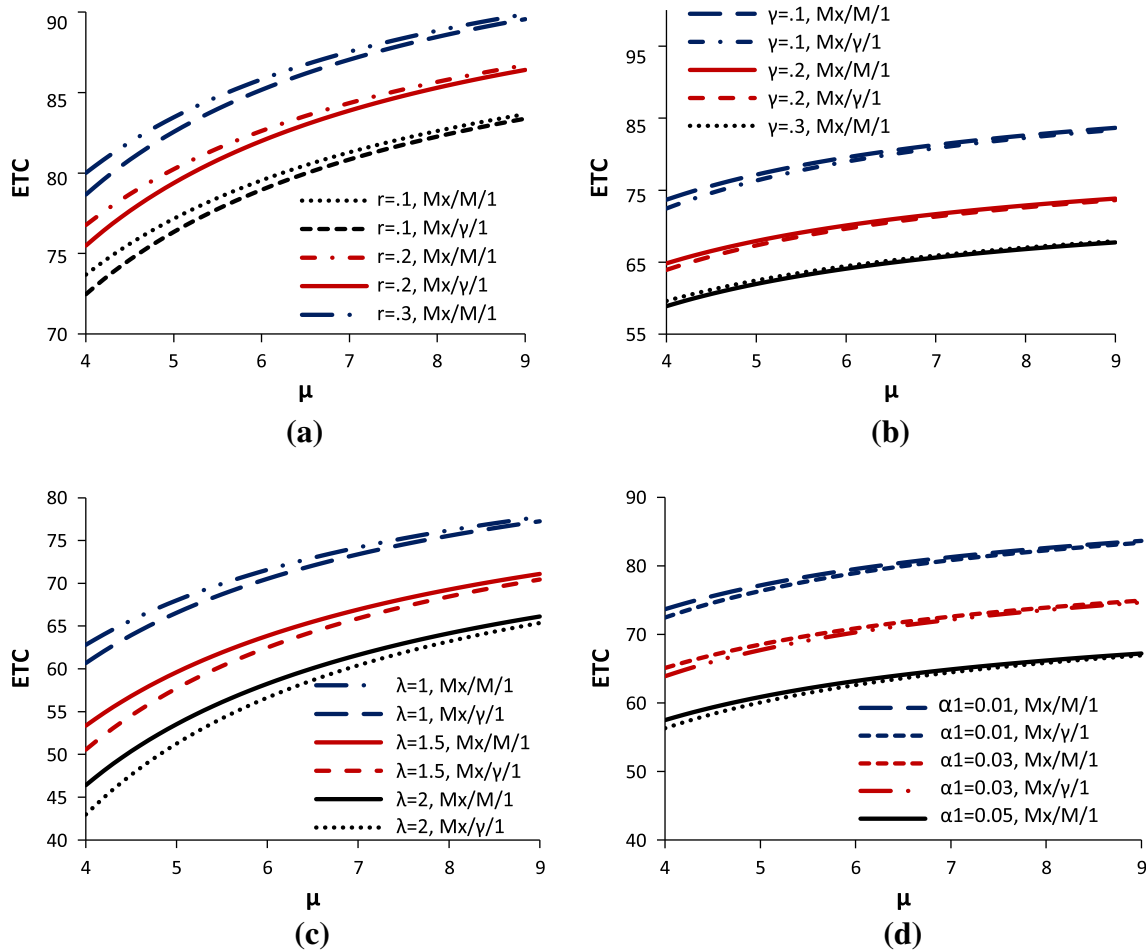 90
85
80
75
70
ETC
r=.1, Mx/M/1
r=.1, Mx/γ/1
r=.2, Mx/M/1
r=.2, Mx/γ/1
r=.3, Mx/M/1
4 5 6 7 8 9
μ
(a)
γ=.1, Mx/M/1
γ=.1, Mx/γ/1
γ=.2, Mx/M/1
γ=.2, Mx/γ/1
γ=.3, Mx/M/1
95
85
75
65
55
ETC
4 5 6 7 8 9
μ
(b)
80
75
70
65
60
55
50
45
40
ETC
λ=1, Mx/M/1
λ=1, Mx/γ/1
λ=1.5, Mx/M/1
λ=1.5, Mx/γ/1
λ=2, Mx/M/1
λ=2, Mx/γ/1
4 5 6 7 8 9
μ
(c)
90
80
70
60
50
40
ETC
α1=0.01, Mx/M/1
α1=0.01, Mx/γ/1
α1=0.03, Mx/M/1
α1=0.03, Mx/γ/1
α1=0.05, Mx/M/1
4 5 6 7 8 9
μ
(d)